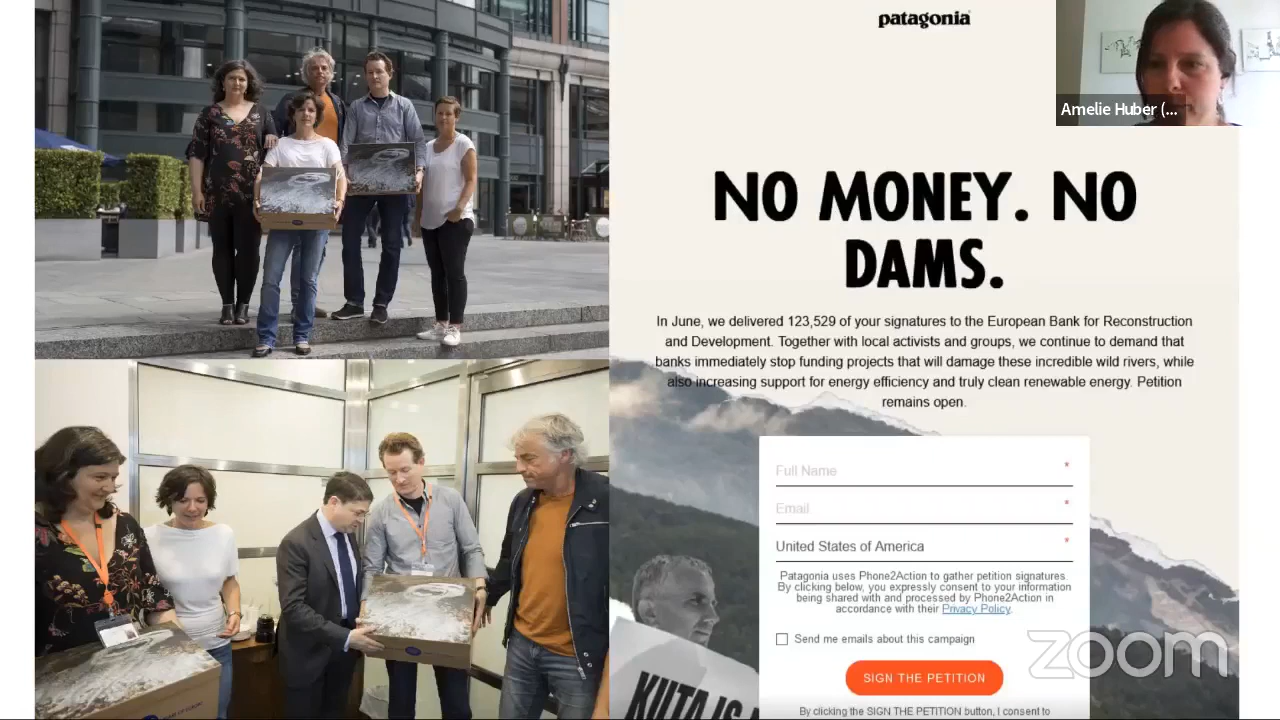 patagonia
Amelie Huber (...
NO MONEY. NO
DAMS.
In June, we delivered 123,529 of your signatures to the European Bank for Reconstruction
and Development. Together with local activists and groups, we continue to demand that
banks immediately stop funding projects that will damage these incredible wild rivers, while
also increasing support for energy efficiency and truly clean renewable energy. Petition
remains open.
Full Name *
Email *
United States of America *
Patagonia uses Phone2Action to gather petition signatures.
By clicking below, you expressly consent to your information
being shared with and processed by Phone2Action in
accordance with their Privacy Policy.
Send me emails about this campaign
SIGN THE PETITION
By clicking the SIGN THE PETITION button, I consent to
zoom
KUTA IS